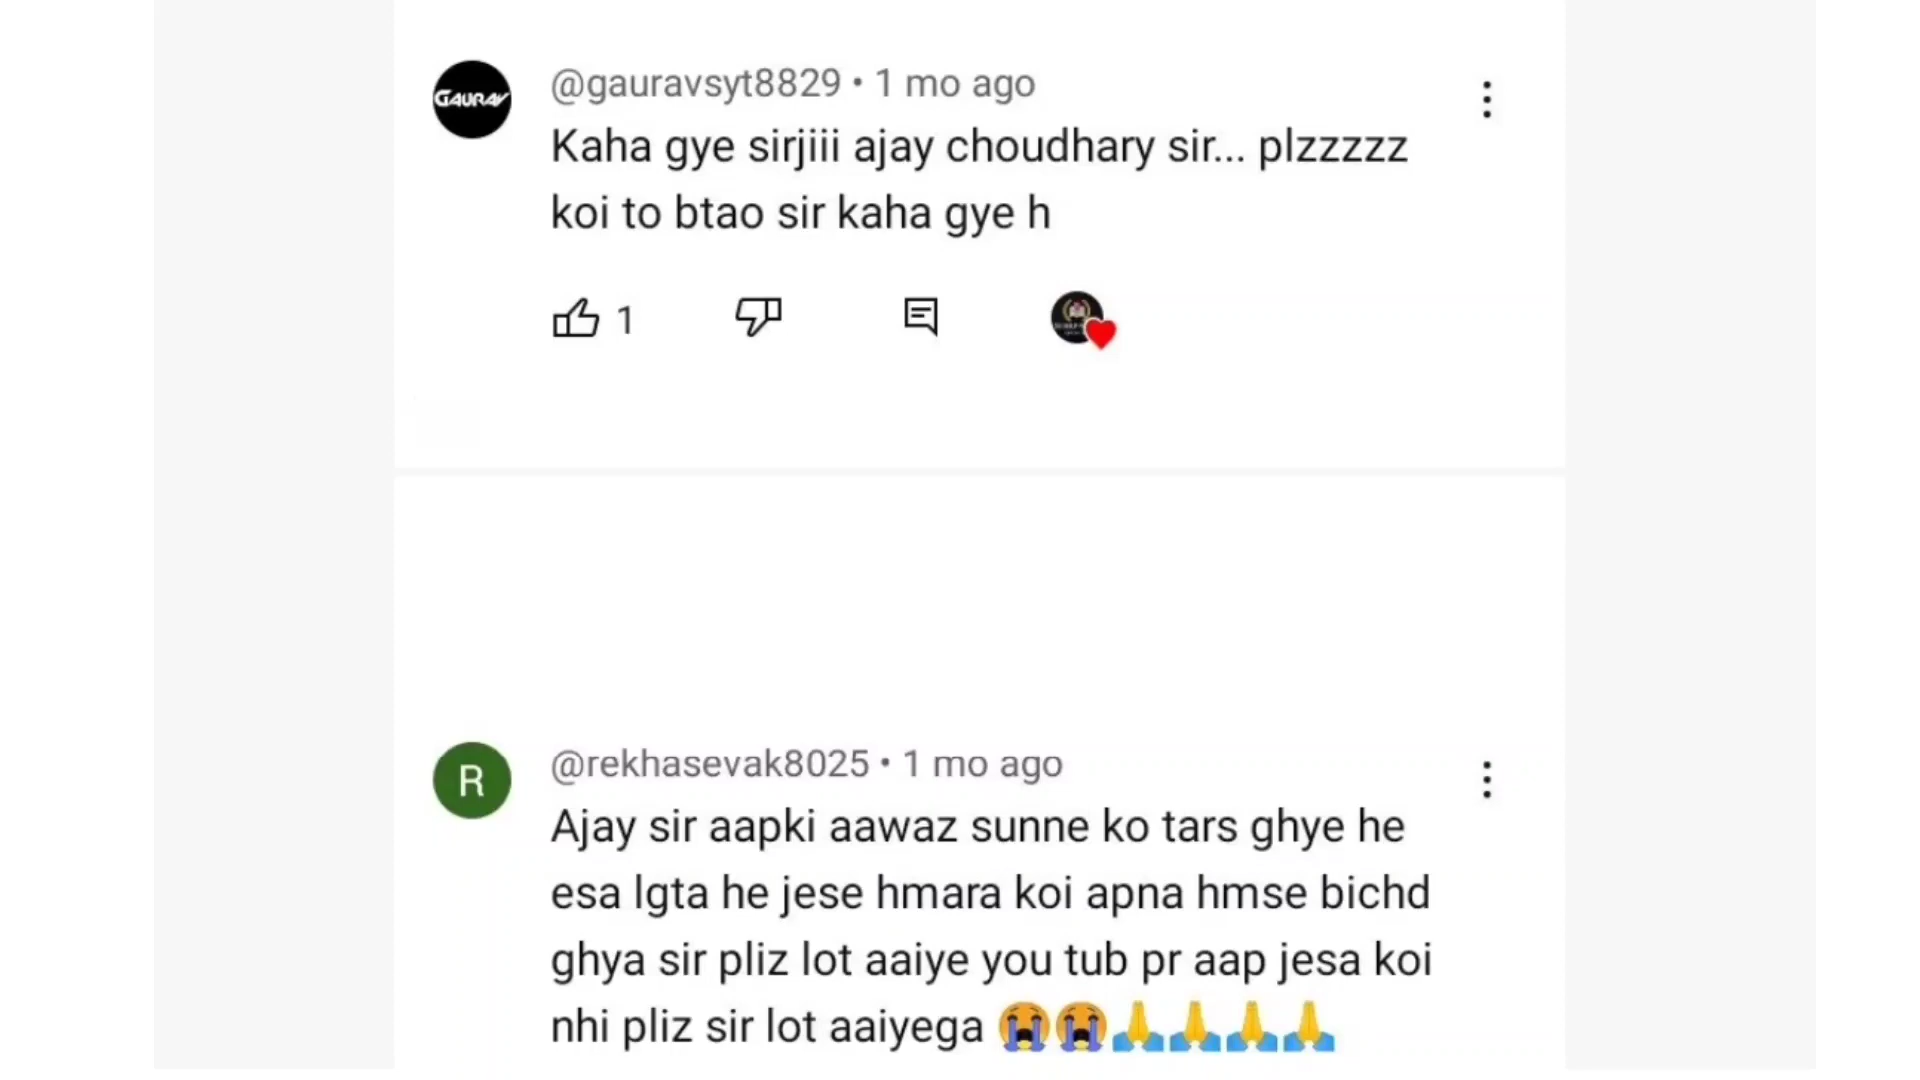 GAURAV
@gauravsyt8829 • 1 mo ago
Kaha gye sirjiii ajay choudhary sir... plzzzzz
koi to btao sir kaha gye h
1
R
@rekhasevak8025 • 1 mo ago
Ajay sir aapki aawaz sunne ko tars ghye he
esa lgta he jese hmara koi apna hmse bichd
ghya sir pliz lot aaiye you tub pr aap jesa koi
nhi pliz sir lot aaiyega 😭😭🙏🙏🙏🙏